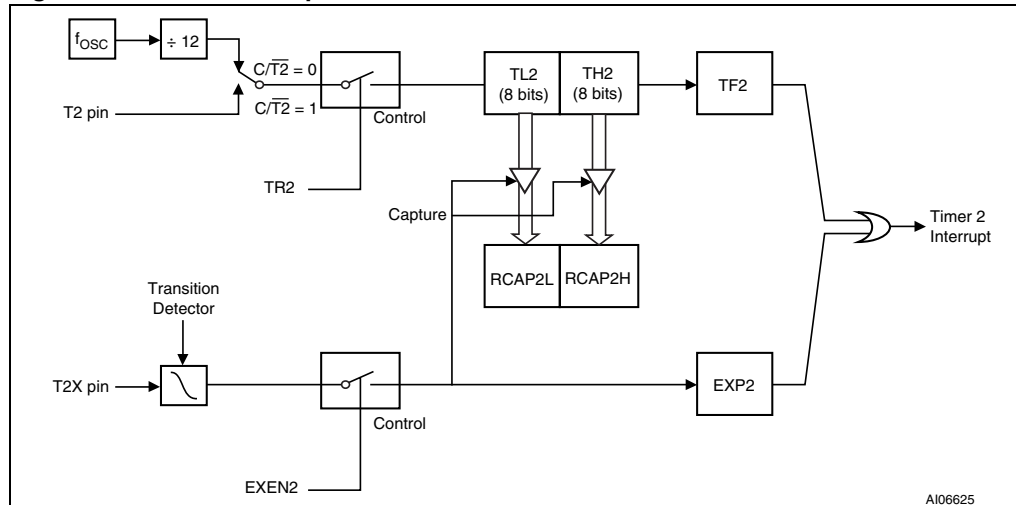 fOSC
÷ 12
C/T2 = 0
T2 pin
C/T2 = 1
Control
TR2
TL2
(8 bits)
TH2
(8 bits)
TF2
Capture
Timer 2
Interrupt
RCAP2L
RCAP2H
Transition
Detector
T2X pin
Control
EXP2
EXEN2
AI06625